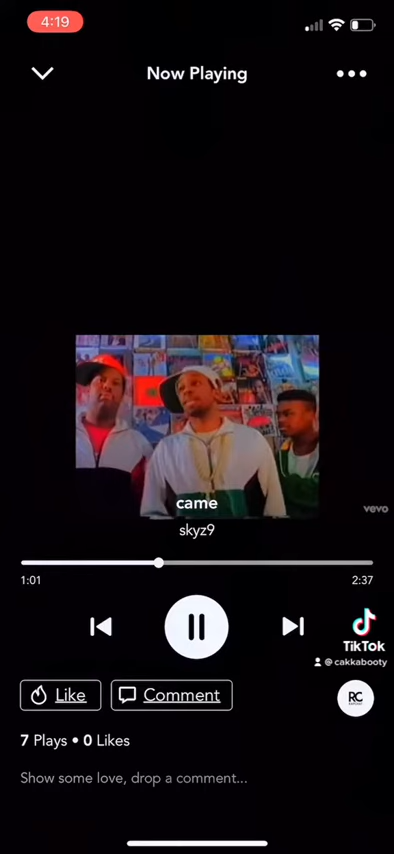 4:19
Now Playing
came
vevo
skyz9
1:01
2:37
TikTok
@cakkabooty
Like
Comment
RC
7 Plays • 0 Likes
Show some love, drop a comment...